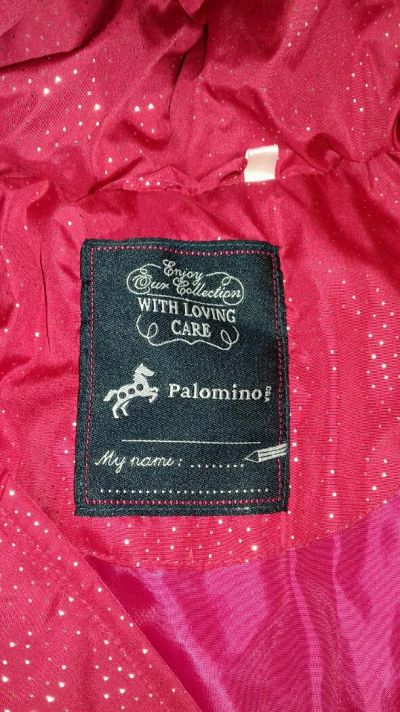 Enjoy
Our Collection
WITH LOVING
CARE
Palomino C&A
My name: ........